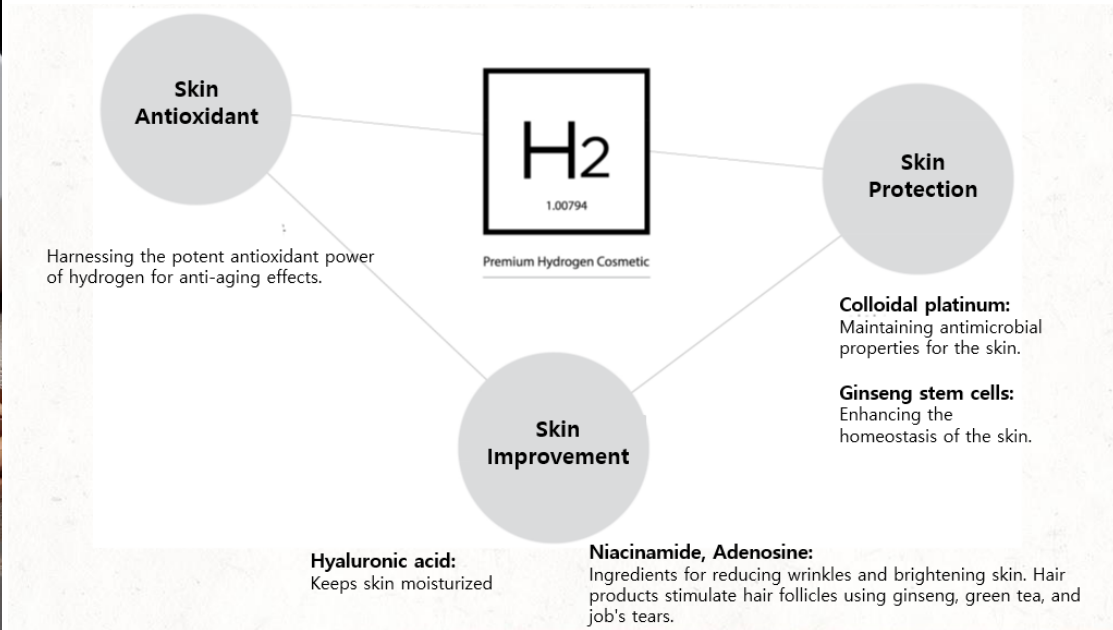 Skin
Antioxidant
H2
1.00794
Premium Hydrogen Cosmetic
Skin
Protection
Harnessing the potent antioxidant power
of hydrogen for anti-aging effects.
Colloidal platinum:
Maintaining antimicrobial
properties for the skin.
Ginseng stem cells:
Enhancing the
homeostasis of the skin.
Skin
Improvement
Hyaluronic acid:
Keeps skin moisturized
Niacinamide, Adenosine:
Ingredients for reducing wrinkles and brightening skin. Hair
products stimulate hair follicles using ginseng, green tea, and
job's tears.